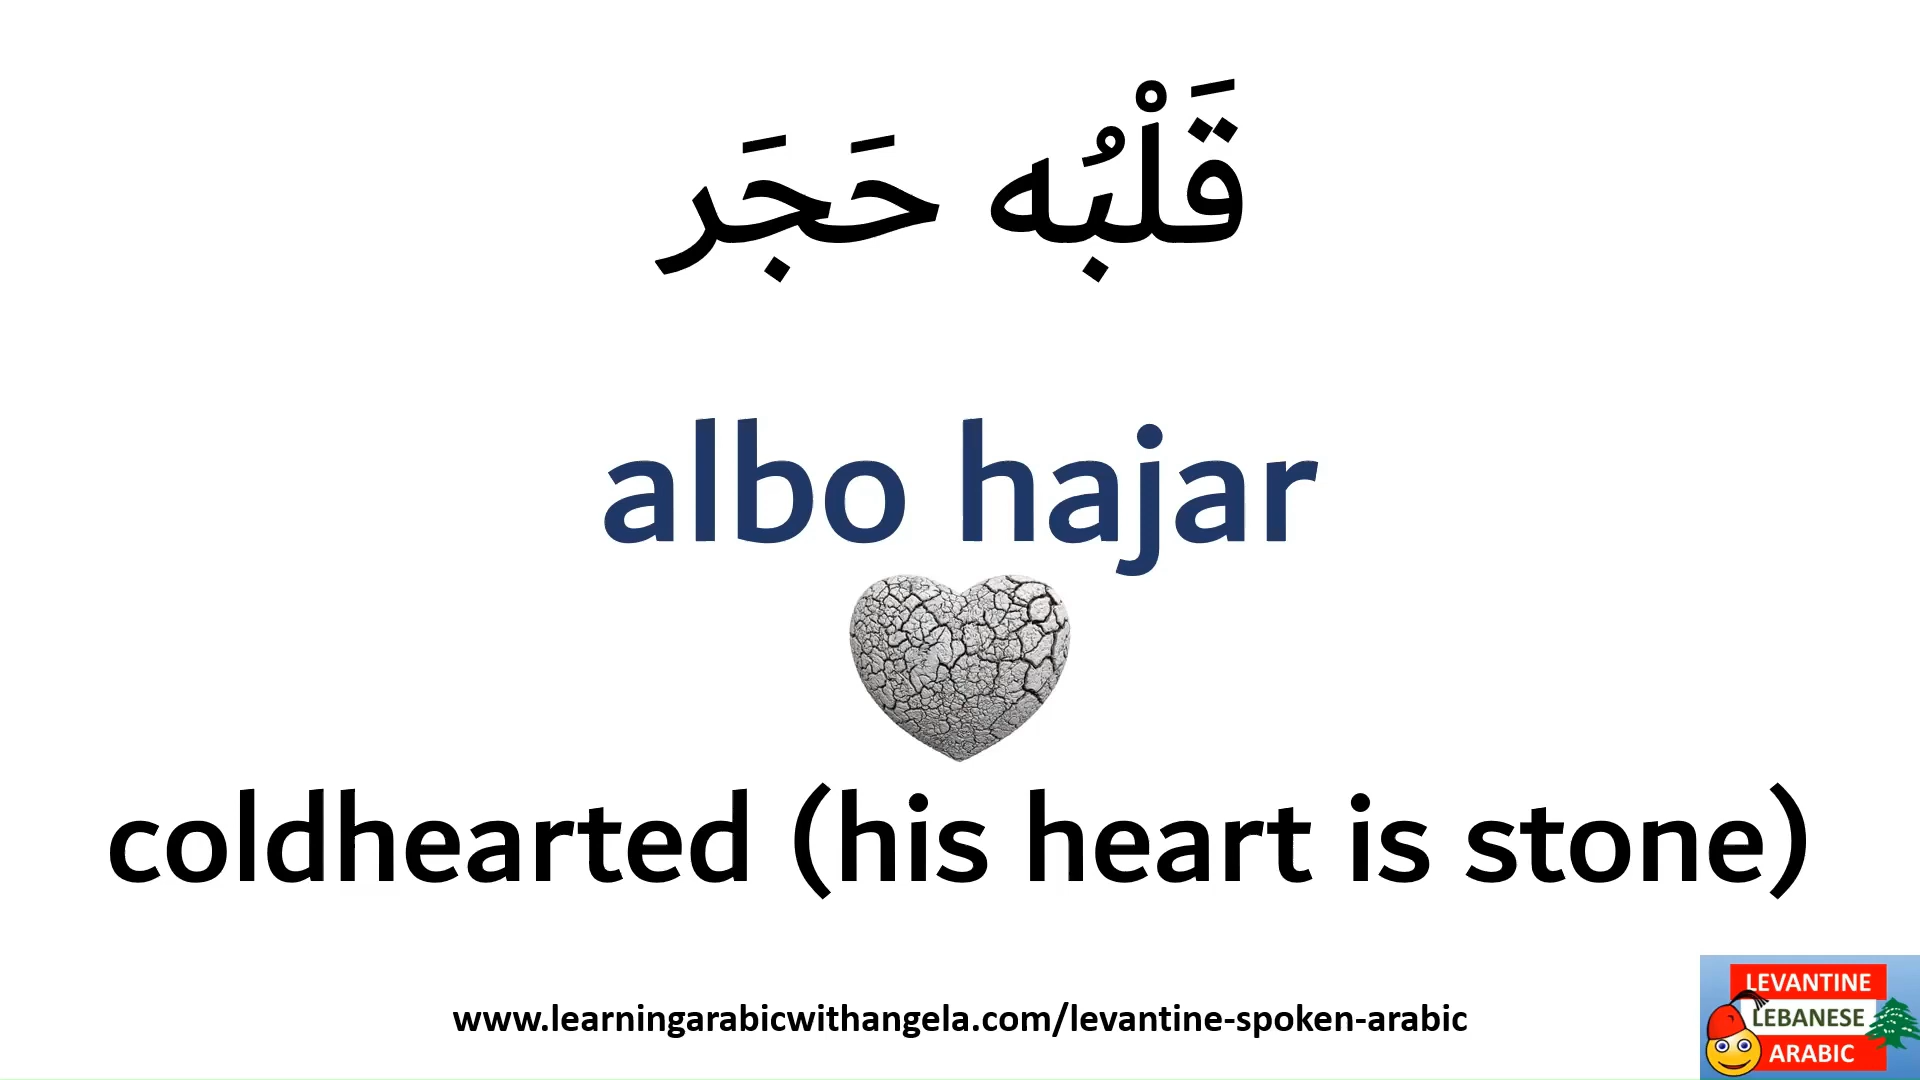 قَلْبُه حَجَر
albo hajar
coldhearted (his heart is stone)
www.learningarabicwithangela.com/levantine-spoken-arabic
LEVANTINE
LEBANESE
ARABIC